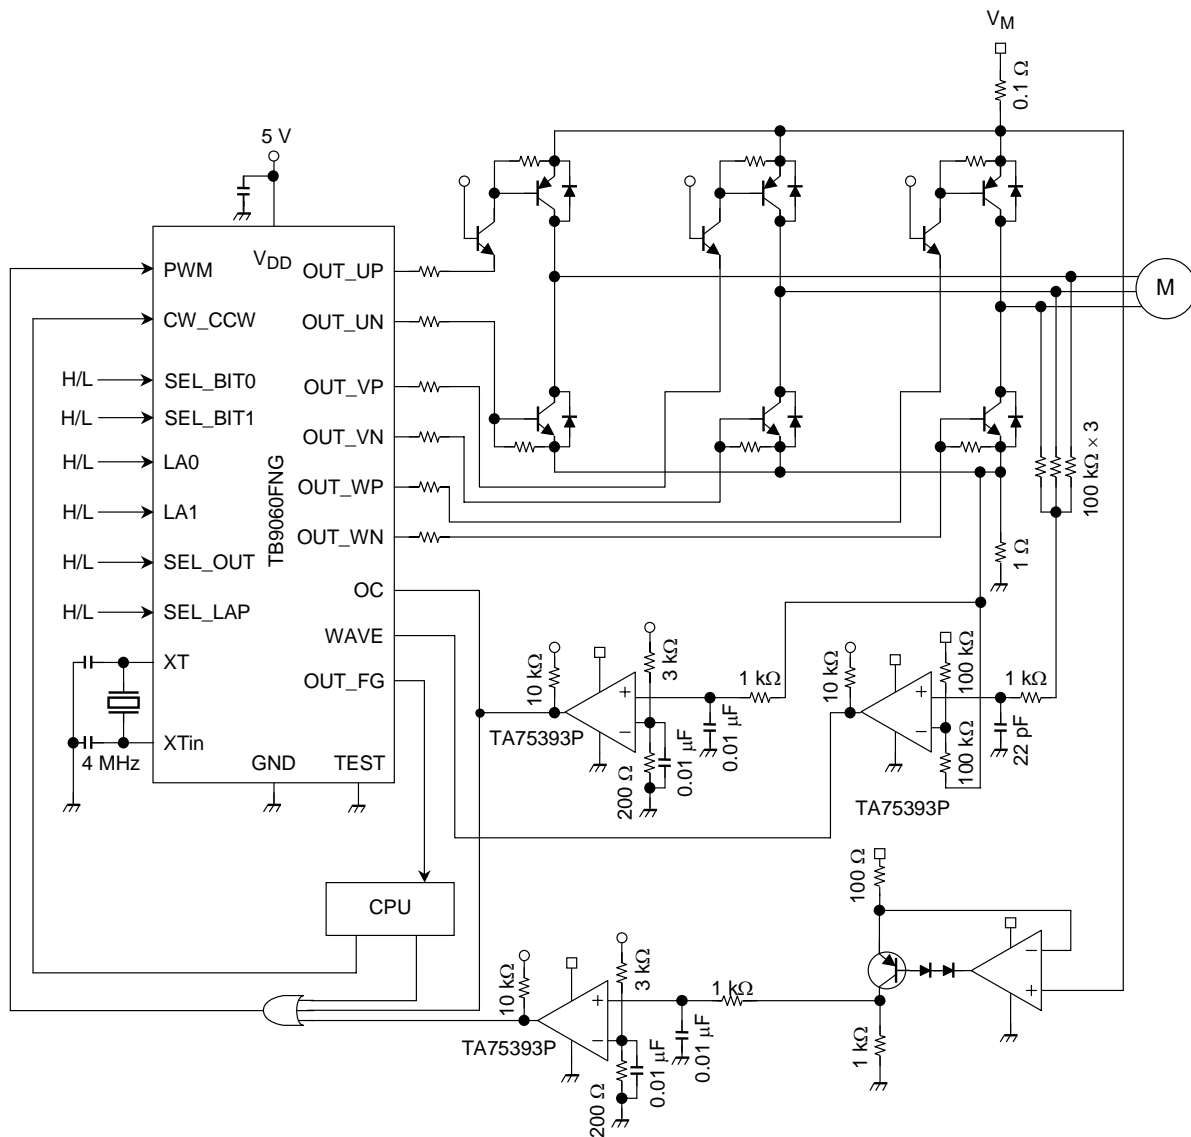 VM
0.1 Ω
5 V
VDD
PWM
OUT_UP
M
CW_CCW
OUT_UN
H/L
SEL_BIT0
OUT_VP
H/L
SEL_BIT1
OUT_VN
H/L
LA0
OUT_WP
H/L
LA1
OUT_WN
TB9060FNG
100 kΩ × 3
H/L
SEL_OUT
1 Ω
OC
H/L
SEL_LAP
WAVE
XT
OUT_FG
10 kΩ
3 kΩ
1 kΩ
10 kΩ
100 kΩ
1 kΩ
XTin
4 MHz
TA75393P
0.01 μF
0.01 μF
100 kΩ
22 pF
GND
TEST
200 Ω
TA75393P
CPU
100 Ω
10 kΩ
3 kΩ
1 kΩ
TA75393P
0.01 μF
0.01 μF
1 kΩ
200 Ω